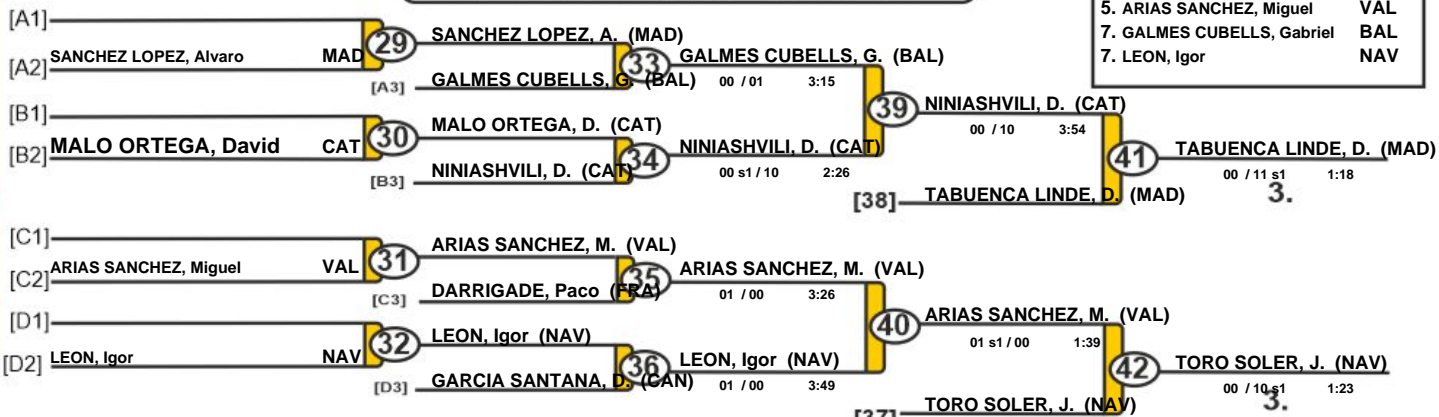 5. ARIAS SANCHEZ, Miguel VAL
7. GALMES CUBELLS, Gabriel BAL
7. LEON, Igor NAV
[A1]
[A2] SANCHEZ LOPEZ, Alvaro MAD
29
SANCHEZ LOPEZ, A. (MAD)
[A3] GALMES CUBELLS, G. (BAL)
33
GALMES CUBELLS, G. (BAL)
00 / 01 3:15
[B1]
[B2] MALO ORTEGA, David CAT
30
MALO ORTEGA, D. (CAT)
[B3] NINIASHVILI, D. (CAT)
34
NINIASHVILI, D. (CAT)
00 s1 / 10 2:26
39
NINIASHVILI, D. (CAT)
00 / 10 3:54
[38] TABUENCA LINDE, D. (MAD)
41
TABUENCA LINDE, D. (MAD)
00 / 11 s1 1:18
3.
[C1]
[C2] ARIAS SANCHEZ, Miguel VAL
31
ARIAS SANCHEZ, M. (VAL)
[C3] DARRIGADE, Paco (FRA)
35
ARIAS SANCHEZ, M. (VAL)
01 / 00 3:26
[D1]
[D2] LEON, Igor NAV
32
LEON, Igor (NAV)
[D3] GARCIA SANTANA, D. (CAN)
36
LEON, Igor (NAV)
01 / 00 3:49
40
ARIAS SANCHEZ, M. (VAL)
01 s1 / 00 1:39
[37] TORO SOLER, J. (NAV)
42
TORO SOLER, J. (NAV)
00 / 10 s1 1:23
3.